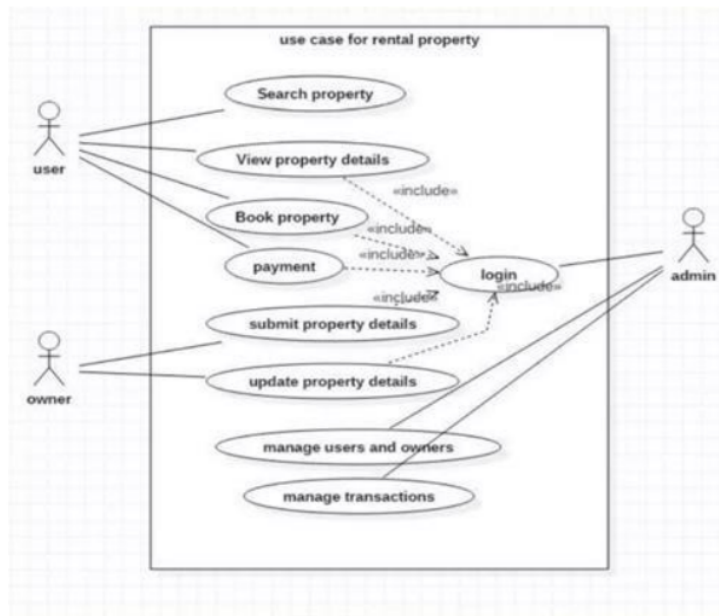 use case for rental property
Search property
user
View property details
«include»
Book property
«include»
payment
«include»
login
admin
«include»
«include»
submit property details
owner
update property details
manage users and owners
manage transactions